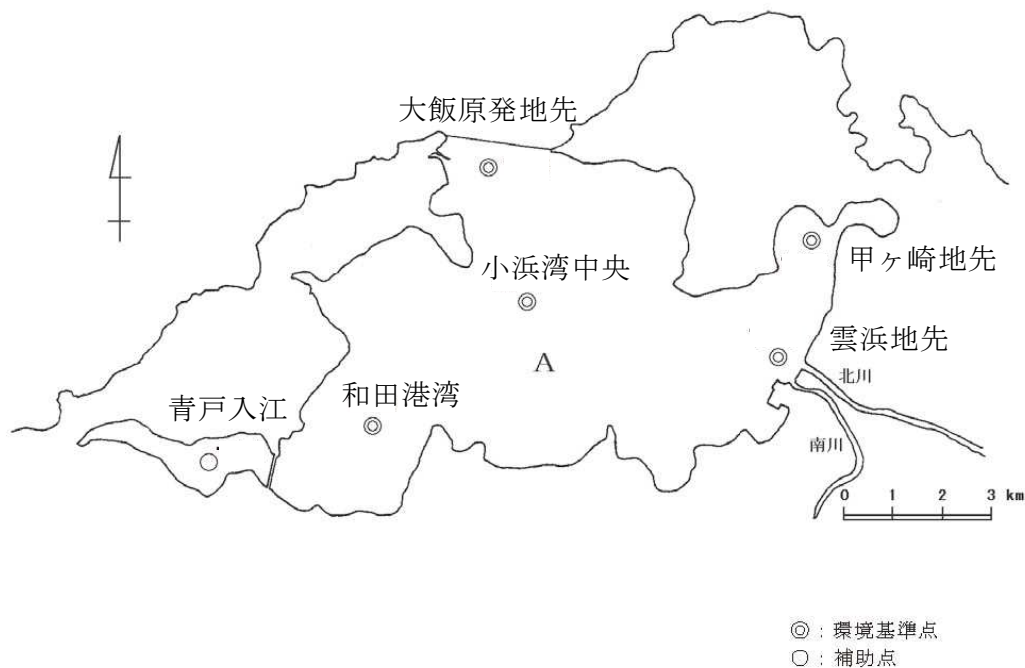 大飯原発地先
小浜湾中央
甲ヶ崎地先
雲浜地先
A
北川
和田港湾
青戸入江
南川
0 1 2 3 km
◎ : 環境基準点
○ : 補助点